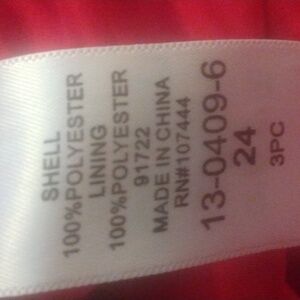 SHELL
100%POLYESTER
LINING
100%POLYESTER
91722
MADE IN CHINA
RN#107444
13-0409-6
24
3PC